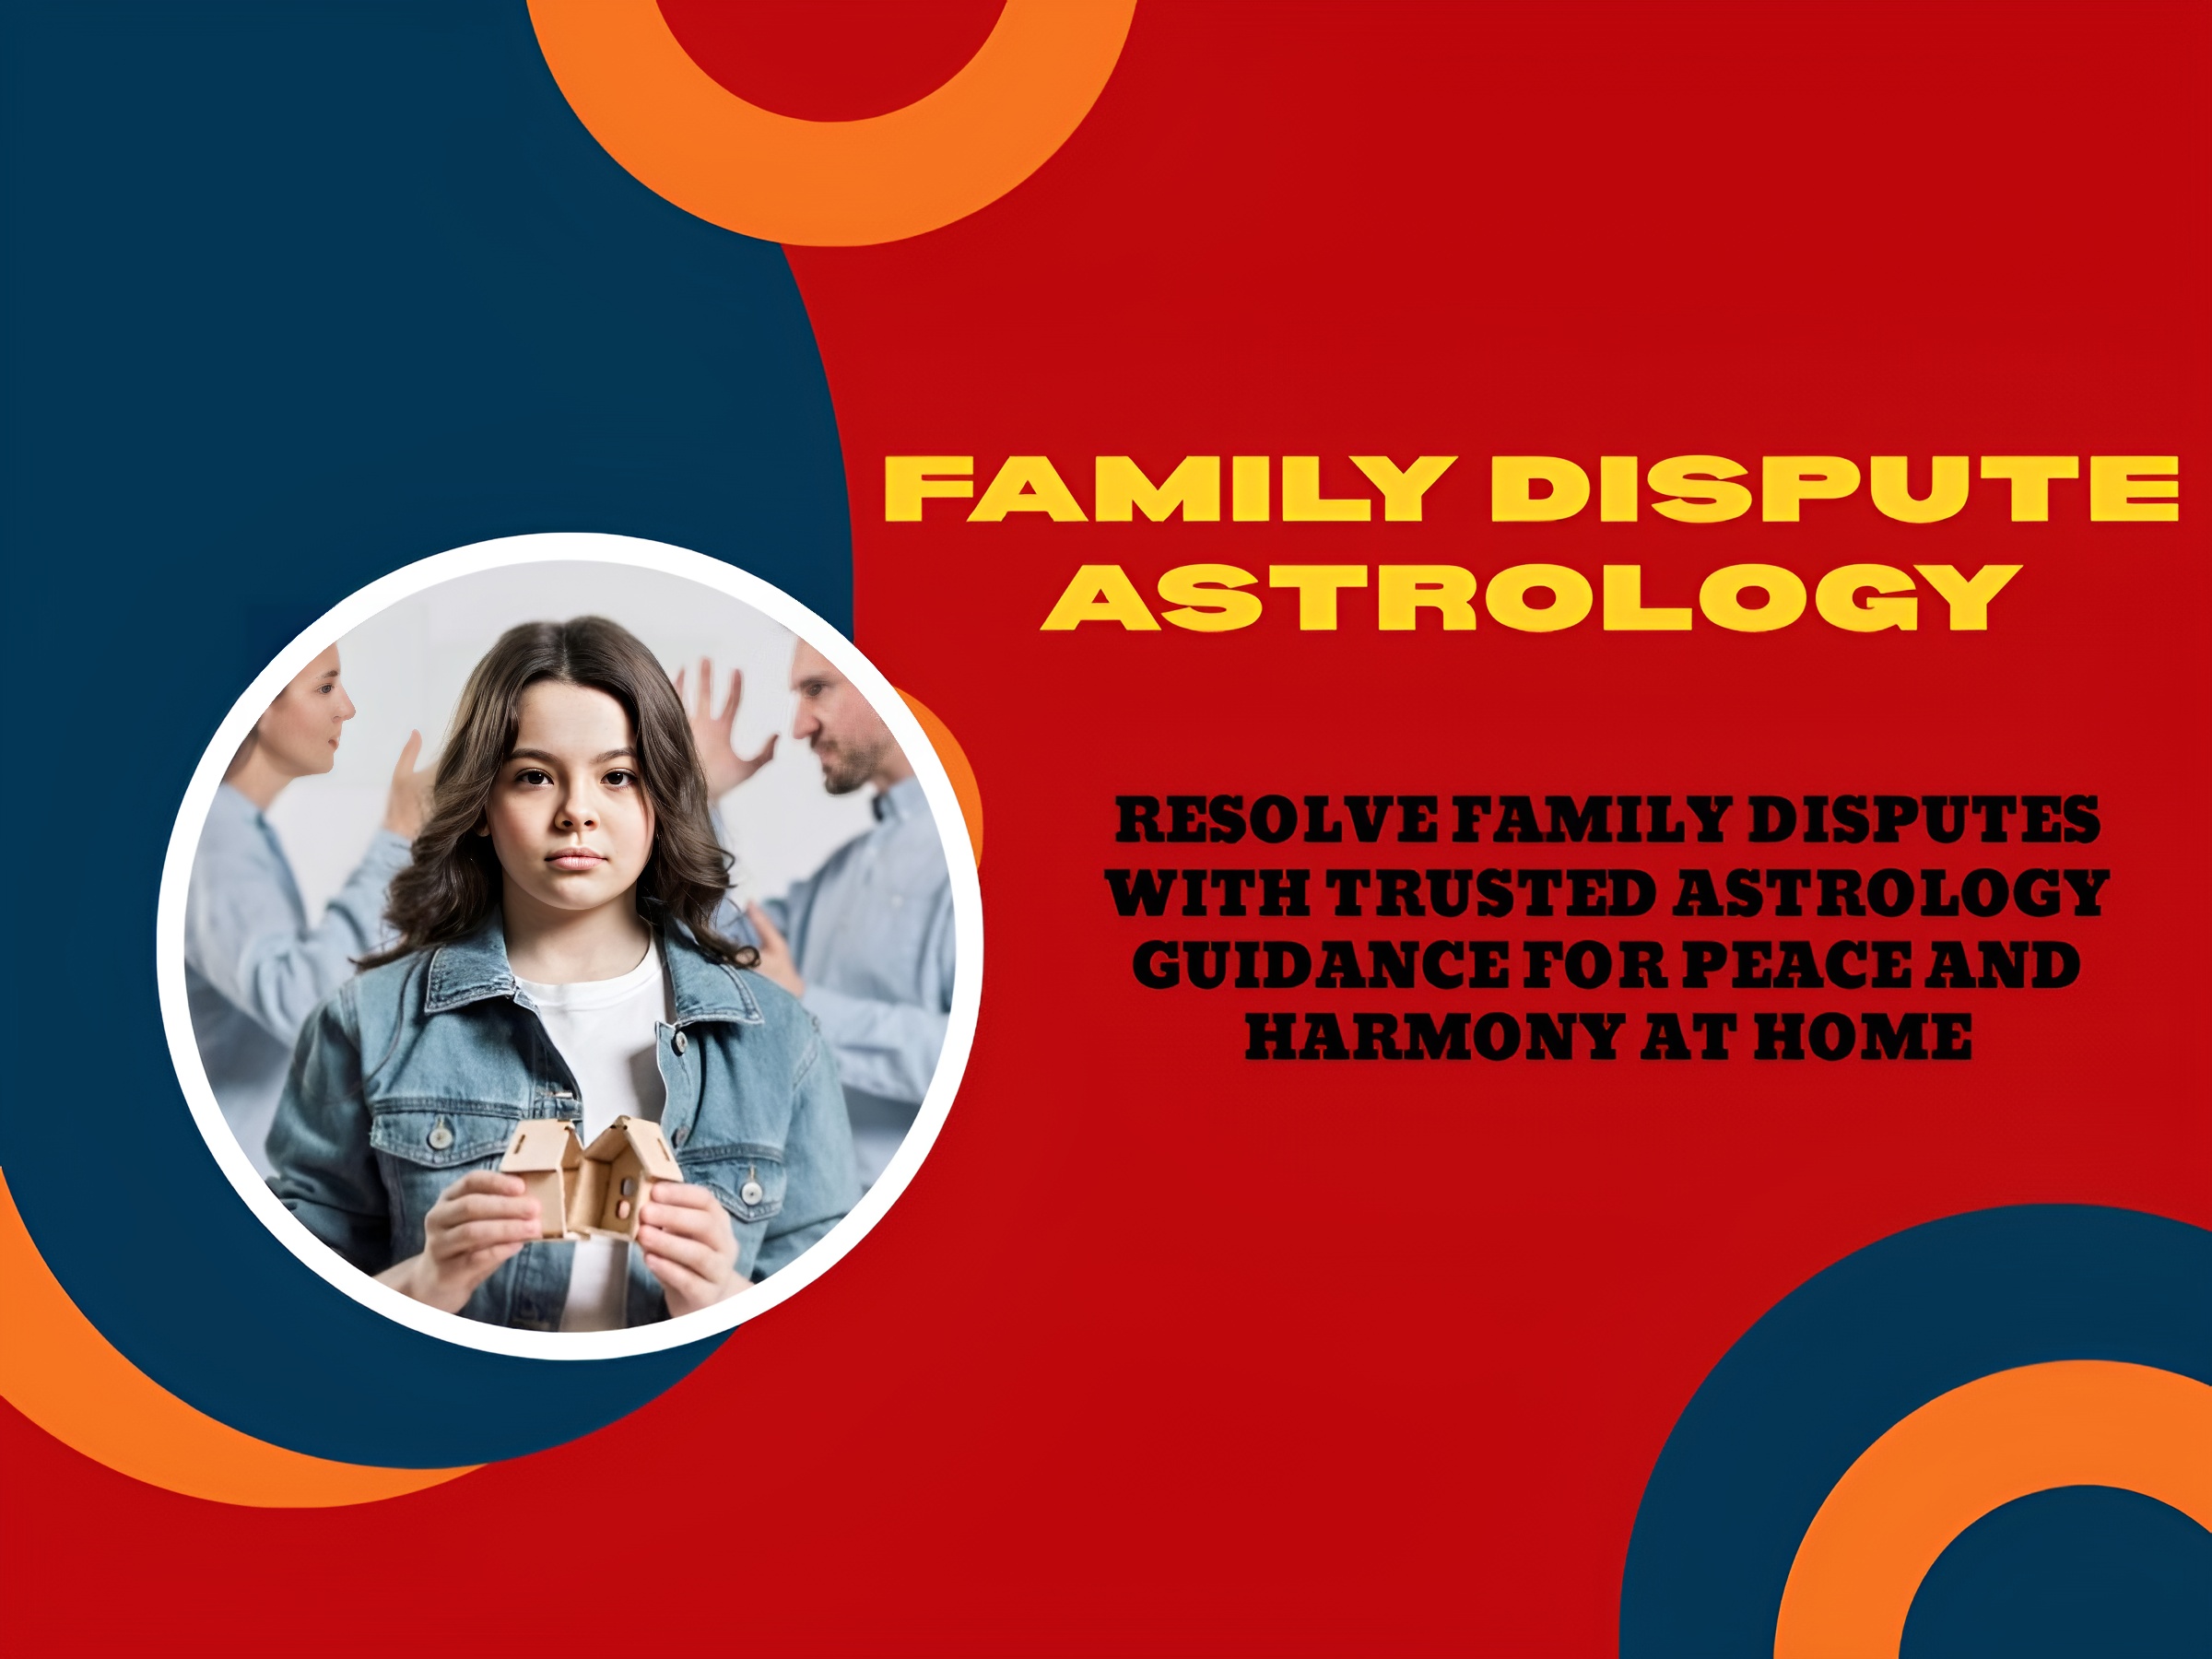 FAMILY DISPUTE
ASTROLOGY
RESOLVE FAMILY DISPUTES
WITH TRUSTED ASTROLOGY
GUIDANCE FOR PEACE AND
HARMONY AT HOME